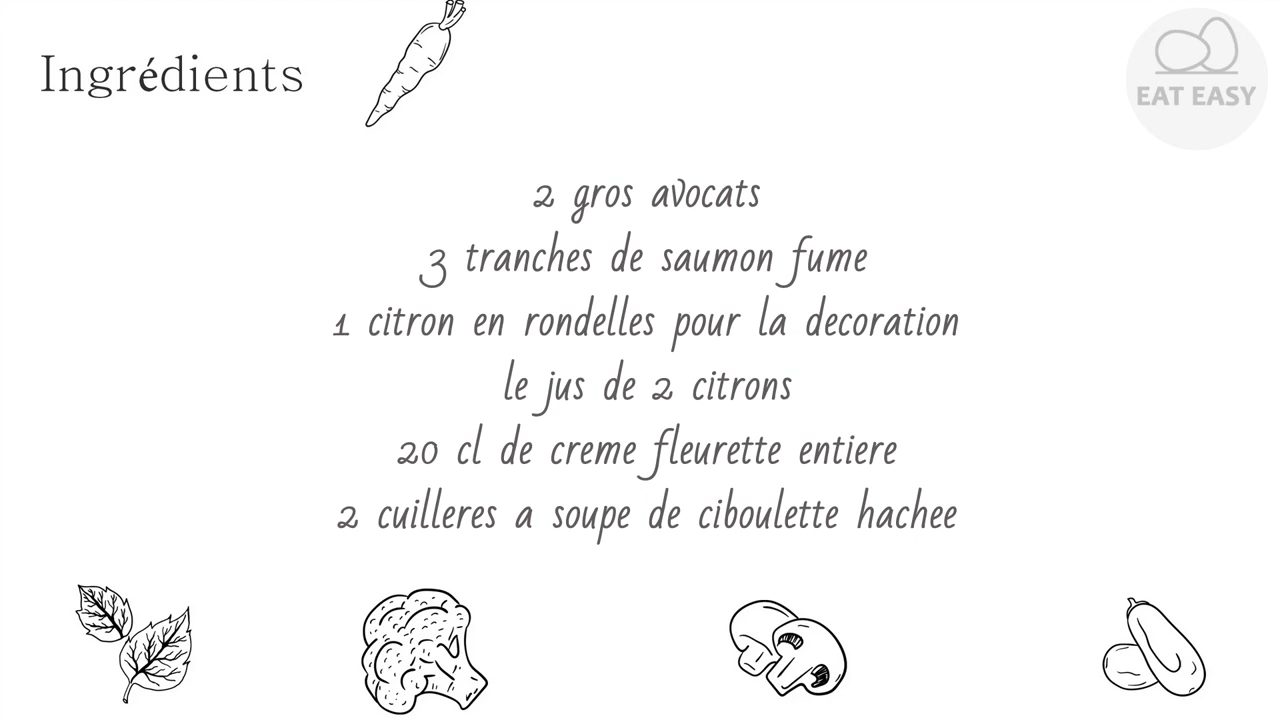 Ingrédients
EAT EASY
2 gros avocats
3 tranches de saumon fume
1 citron en rondelles pour la decoration
le jus de 2 citrons
20 cl de creme fleurette entiere
2 cuilleres a soupe de ciboulette hachee